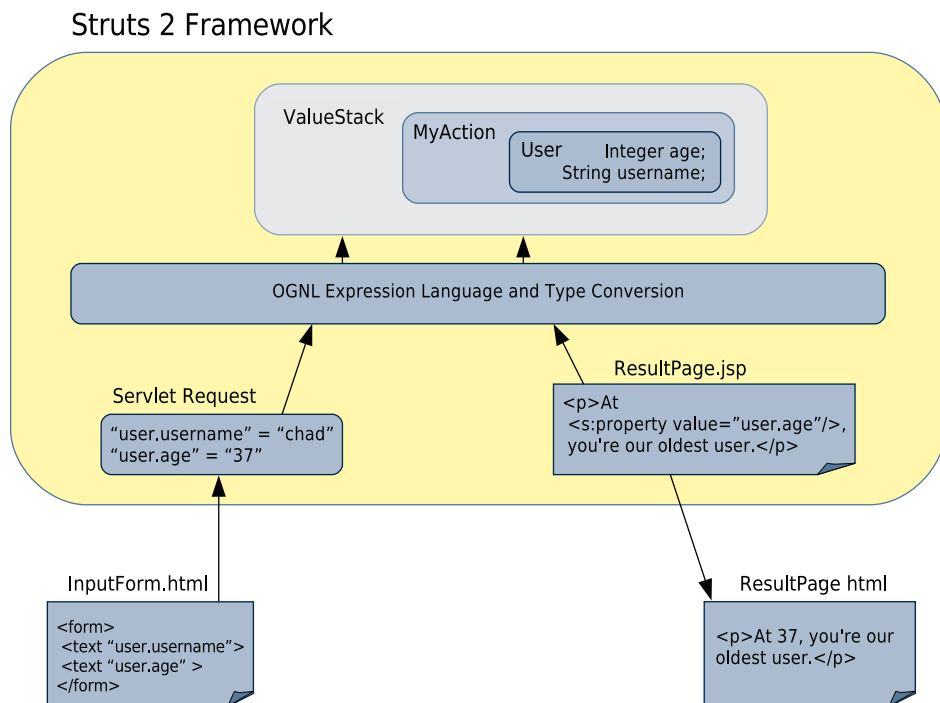 Struts 2 Framework
ValueStack
MyAction
User Integer age;
String username;
OGNL Expression Language and Type Conversion
Servlet Request
“user.username” = “chad”
“user.age” = “37”
ResultPage.jsp
<p>At
<s:property value=”user.age”/>,
you're our oldest user.</p>
InputForm.html
<form>
<text “user.username”>
<text “user.age” >
</form>
ResultPage html
<p>At 37, you're our
oldest user.</p>